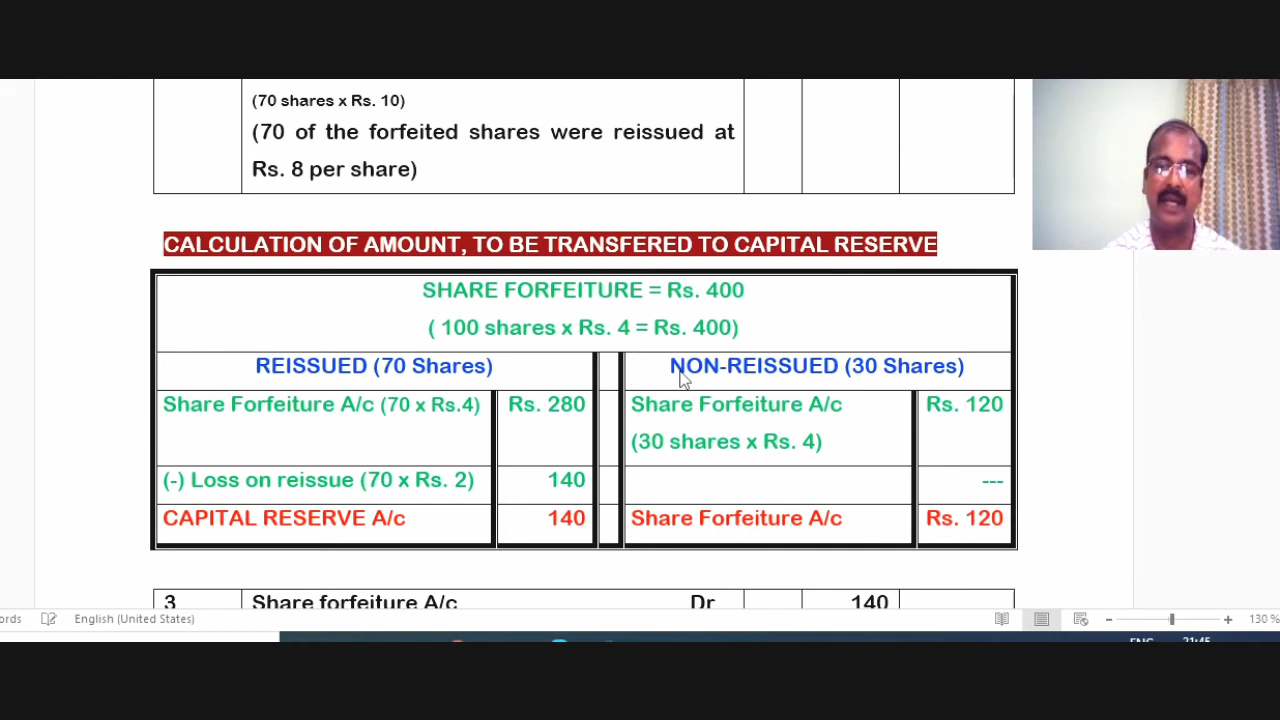 (70 shares x Rs. 10)
(70 of the forfeited shares were reissued at
Rs. 8 per share)
CALCULATION OF AMOUNT, TO BE TRANSFERED TO CAPITAL RESERVE
SHARE FORFEITURE = Rs. 400
( 100 shares x Rs. 4 = Rs. 400)
REISSUED (70 Shares)
NON-REISSUED (30 Shares)
Share Forfeiture A/c (70 x Rs.4)
Rs. 280
Share Forfeiture A/c
(30 shares x Rs. 4)
Rs. 120
(-) Loss on reissue (70 x Rs. 2)
140
---
CAPITAL RESERVE A/c
140
Share Forfeiture A/c
Rs. 120
3 Share forfeiture A/c Dr 140
ords English (United States) 130 %
ENG 21:45